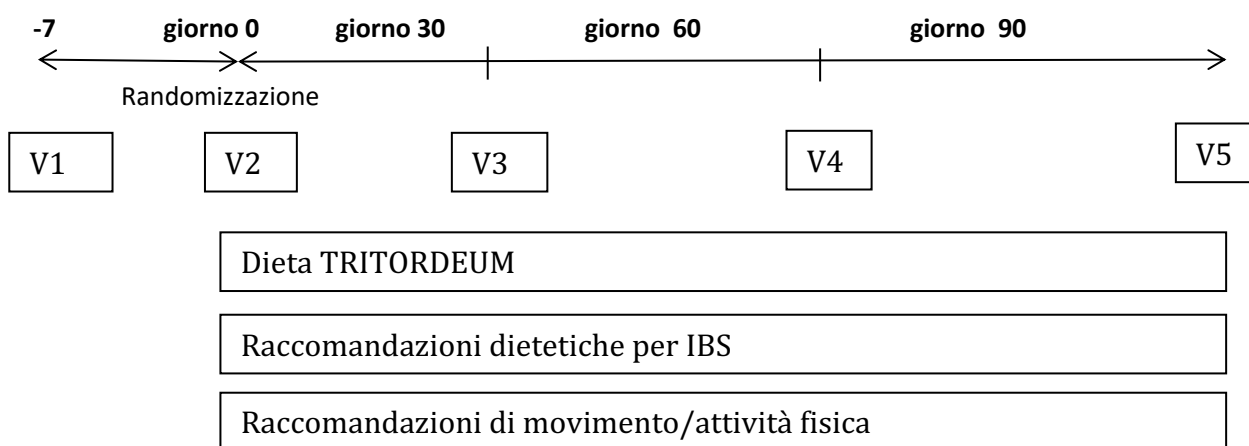 -7 giorno 0 giorno 30 giorno 60 giorno 90
Randomizzazione
V1 V2 V3 V4 V5
Dieta TRITORDEUM
Raccomandazioni dietetiche per IBS
Raccomandazioni di movimento/attività fisica